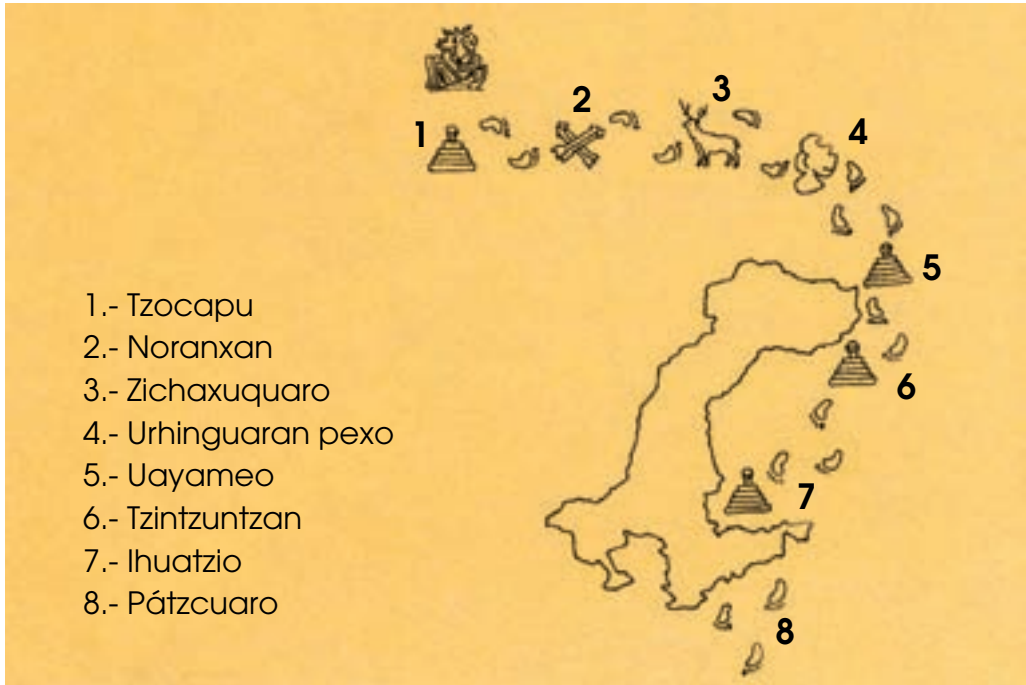 1
2
3
4
5
6
7
8
1.- Tzocapu
2.- Noranxan
3.- Zichaxuquaro
4.- Urhinguaran pexo
5.- Uayameo
6.- Tzintzuntzan
7.- Ihuatzio
8.- Pátzcuaro